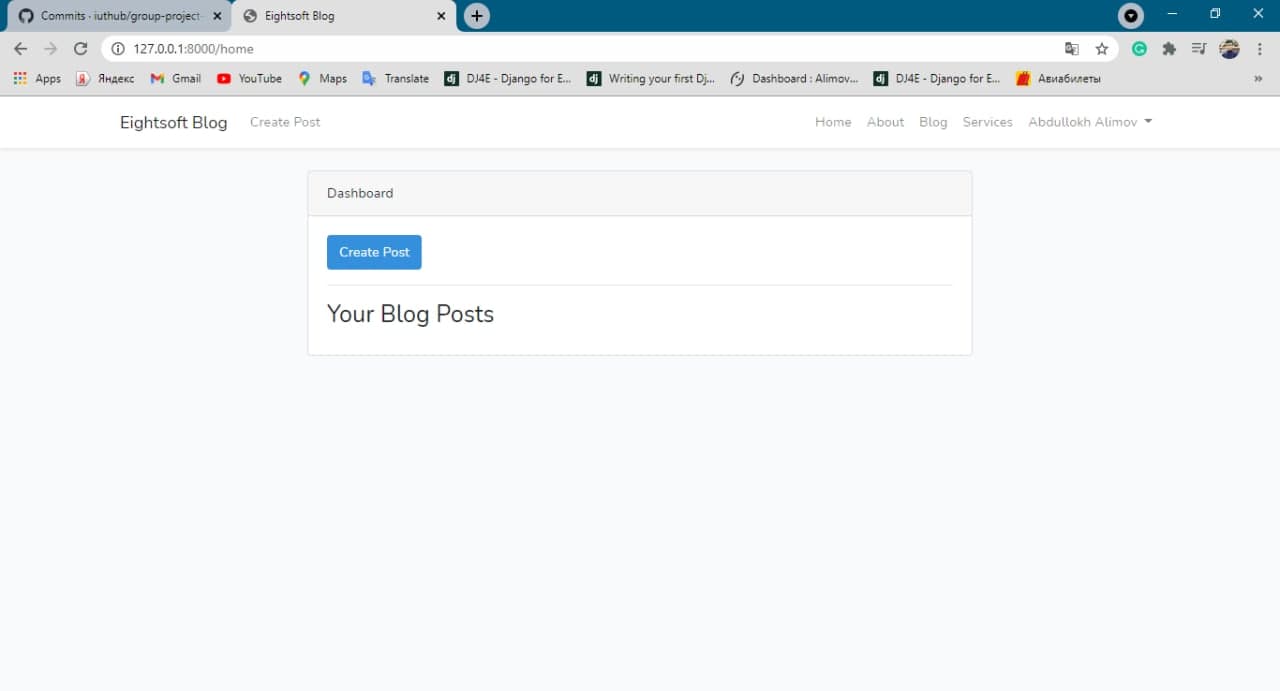 Commits · iuthub/group-project- Eightsoft Blog
127.0.0.1:8000/home
Apps Яндекс Gmail YouTube Maps Translate DJ4E - Django for E... Writing your first Dj... Dashboard : Alimov... DJ4E - Django for E... Авиабилеты »
Eightsoft Blog Create Post Home About Blog Services Abdullokh Alimov
Dashboard
Create Post
Your Blog Posts